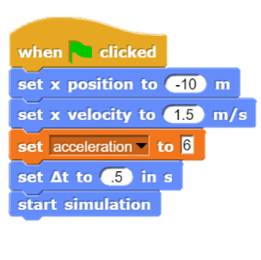 when clicked
set x position to -10 m
set x velocity to 1.5 m/s
set acceleration to 6
set Δt to .5 in s
start simulation